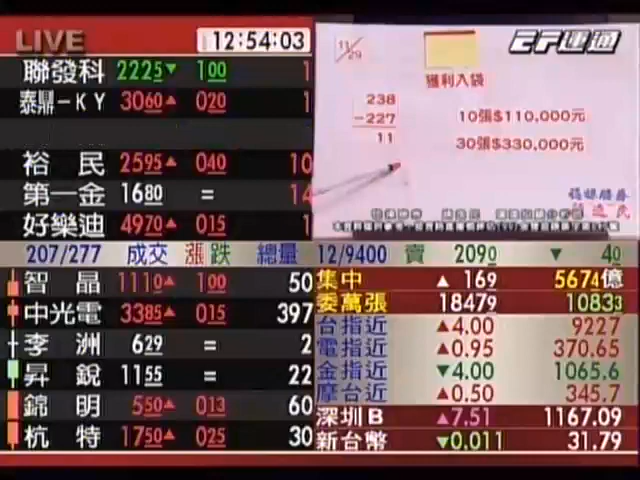 LIVE 12:54:03
聯發科 2225▼ 100 1
泰鼎－KY 3060▲ 020 1
裕民 2595▲ 040 10
第一金 1680 = 14
好樂迪 4970▲ 015 1
207/277 成交 漲跌 總量
智晶 1110▲ 100 50
中光電 3385▲ 015 397
李洲 629 = 2
昇銳 1155 = 22
錦明 550▲ 013 60
杭特 1750▲ 025 30
EF 運通
11/29
獲利入袋
238
-227
11
10張$110,000元
30張$330,000元
12/9400 賣 2090 ▼ 40
集中 ▲ 169 5674億
委萬張 18479 10833
台指近 ▲4.00 9227
電指近 ▲0.95 370.65
金指近 ▼4.00 1065.6
摩台近 ▲0.50 345.7
深圳B ▲7.51 1167.09
新台幣 ▼0.011 31.79